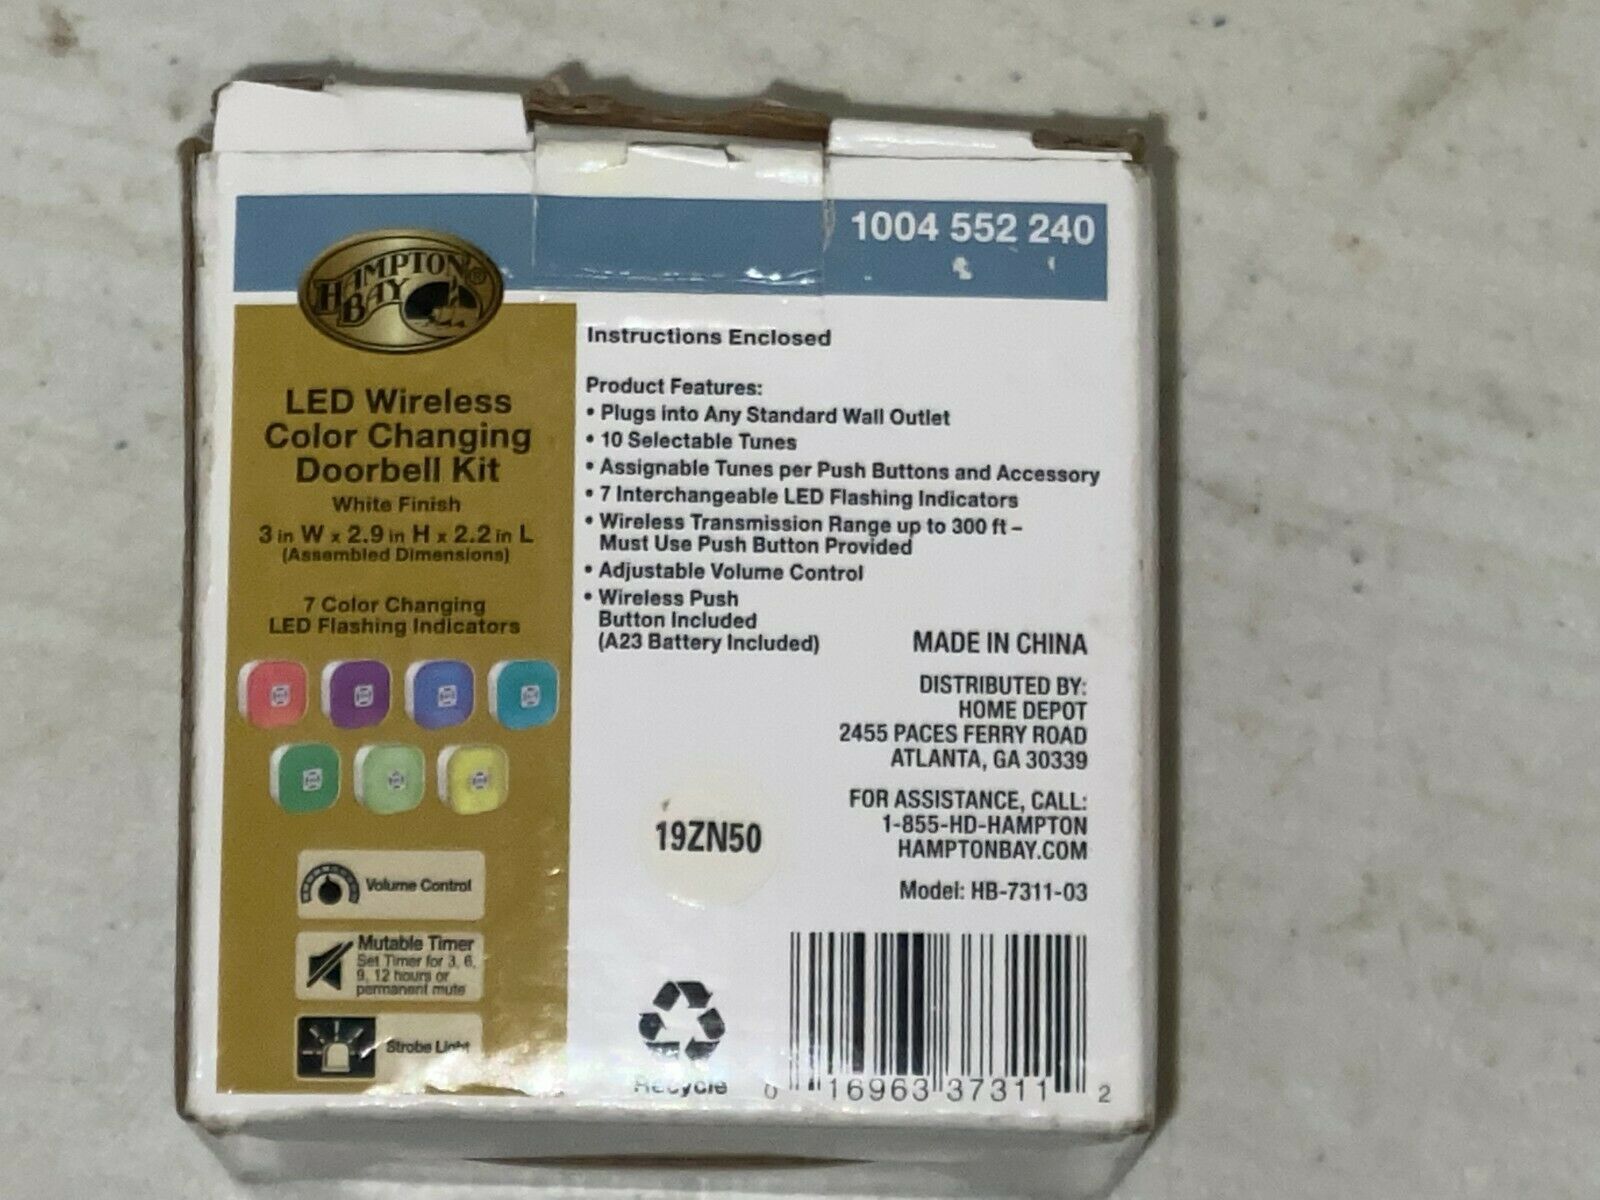 1004 552 240
HAMPTON®
BAY
LED Wireless
Color Changing
Doorbell Kit
White Finish
3 in W x 2.9 in H x 2.2 in L
(Assembled Dimensions)
7 Color Changing
LED Flashing Indicators
Volume Control
Mutable Timer
Set Timer for 3, 6,
9, 12 hours or
permanent mute
Strobe Light
Instructions Enclosed
Product Features:
• Plugs into Any Standard Wall Outlet
• 10 Selectable Tunes
• Assignable Tunes per Push Buttons and Accessory
• 7 Interchangeable LED Flashing Indicators
• Wireless Transmission Range up to 300 ft –
Must Use Push Button Provided
• Adjustable Volume Control
• Wireless Push
Button Included
(A23 Battery Included)
MADE IN CHINA
DISTRIBUTED BY:
HOME DEPOT
2455 PACES FERRY ROAD
ATLANTA, GA 30339
FOR ASSISTANCE, CALL:
1-855-HD-HAMPTON
HAMPTONBAY.COM
Model: HB-7311-03
19ZN50
Recycle
0 16963 37311 2